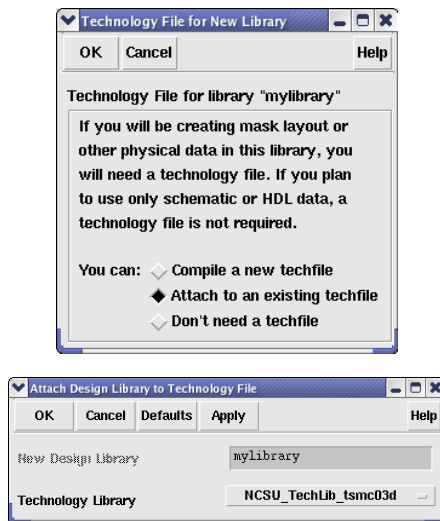 Technology File for New Library
OK Cancel Help
Technology File for library "mylibrary"
If you will be creating mask layout or
other physical data in this library, you
will need a technology file. If you plan
to use only schematic or HDL data, a
technology file is not required.
You can: Compile a new techfile
Attach to an existing techfile
Don't need a techfile
Attach Design Library to Technology File
OK Cancel Defaults Apply Help
New Design Library mylibrary
Technology Library NCSU_TechLib_tsmc03d